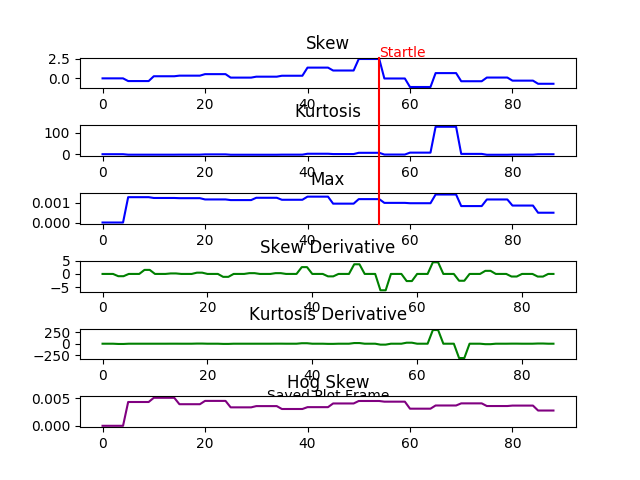 Skew
Startle
2.5
0.0
0 20 40 60 80
Kurtosis
100
0
0 20 40 60 80
Max
0.001
0.000
0 20 40 60 80
Skew Derivative
5
0
−5
0 20 40 60 80
Kurtosis Derivative
250
0
−250
0 20 40 60 80
Hog Skew
Saved Plot Frame
0.005
0.000
0 20 40 60 80